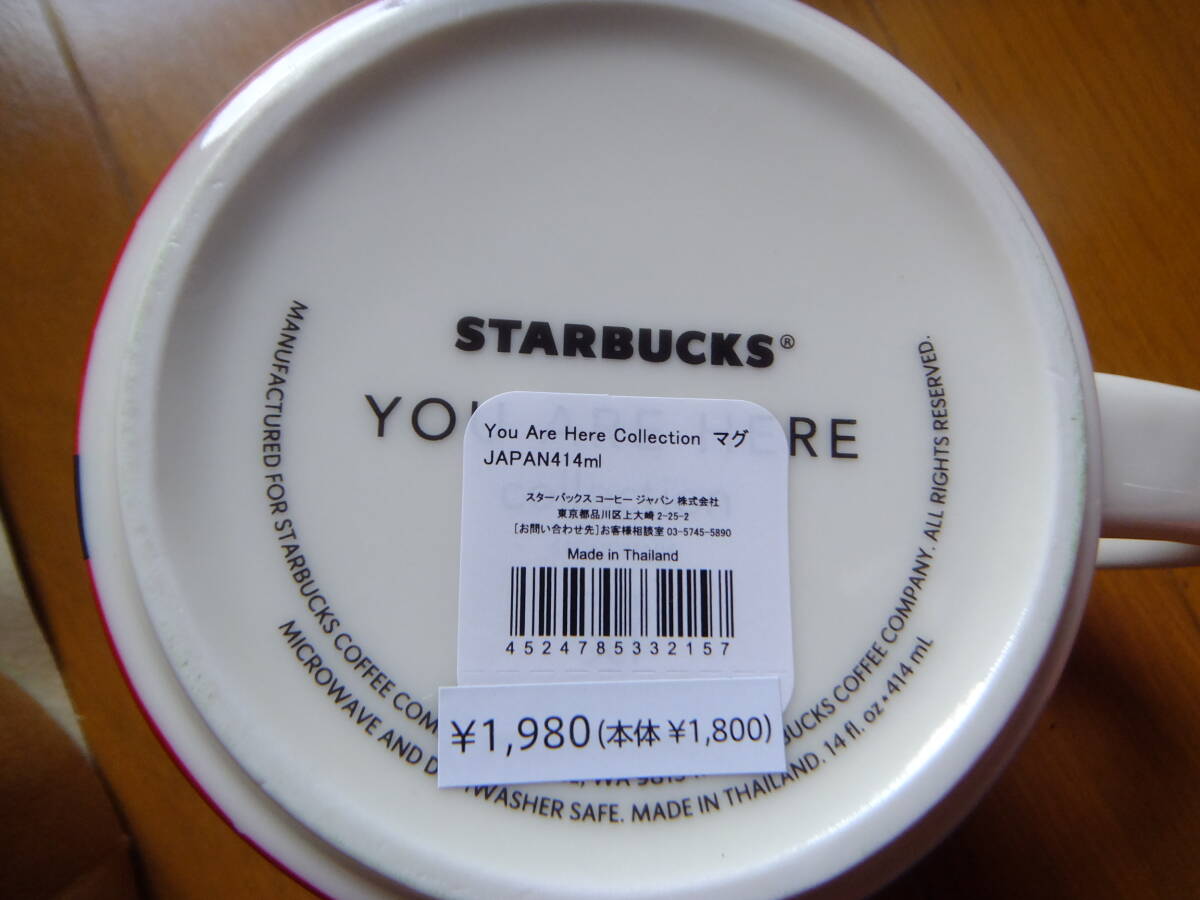 STARBUCKS®
YOU ARE HERE
collection
You Are Here Collection マグ
JAPAN414ml
スターバックス コーヒー ジャパン 株式会社
東京都品川区上大崎 2-25-2
[お問い合わせ先]お客様相談室 03-5745-5890
Made in Thailand
4524785332157
¥1,980(本体 ¥1,800)
MANUFACTURED FOR STARBUCKS COFFEE COM WA COFFEE COMPANY. ALL RIGHTS RESERVED.
MICROWAVE AND WASHER SAFE. MADE IN THAILAND. 14 fl. oz • 414 mL